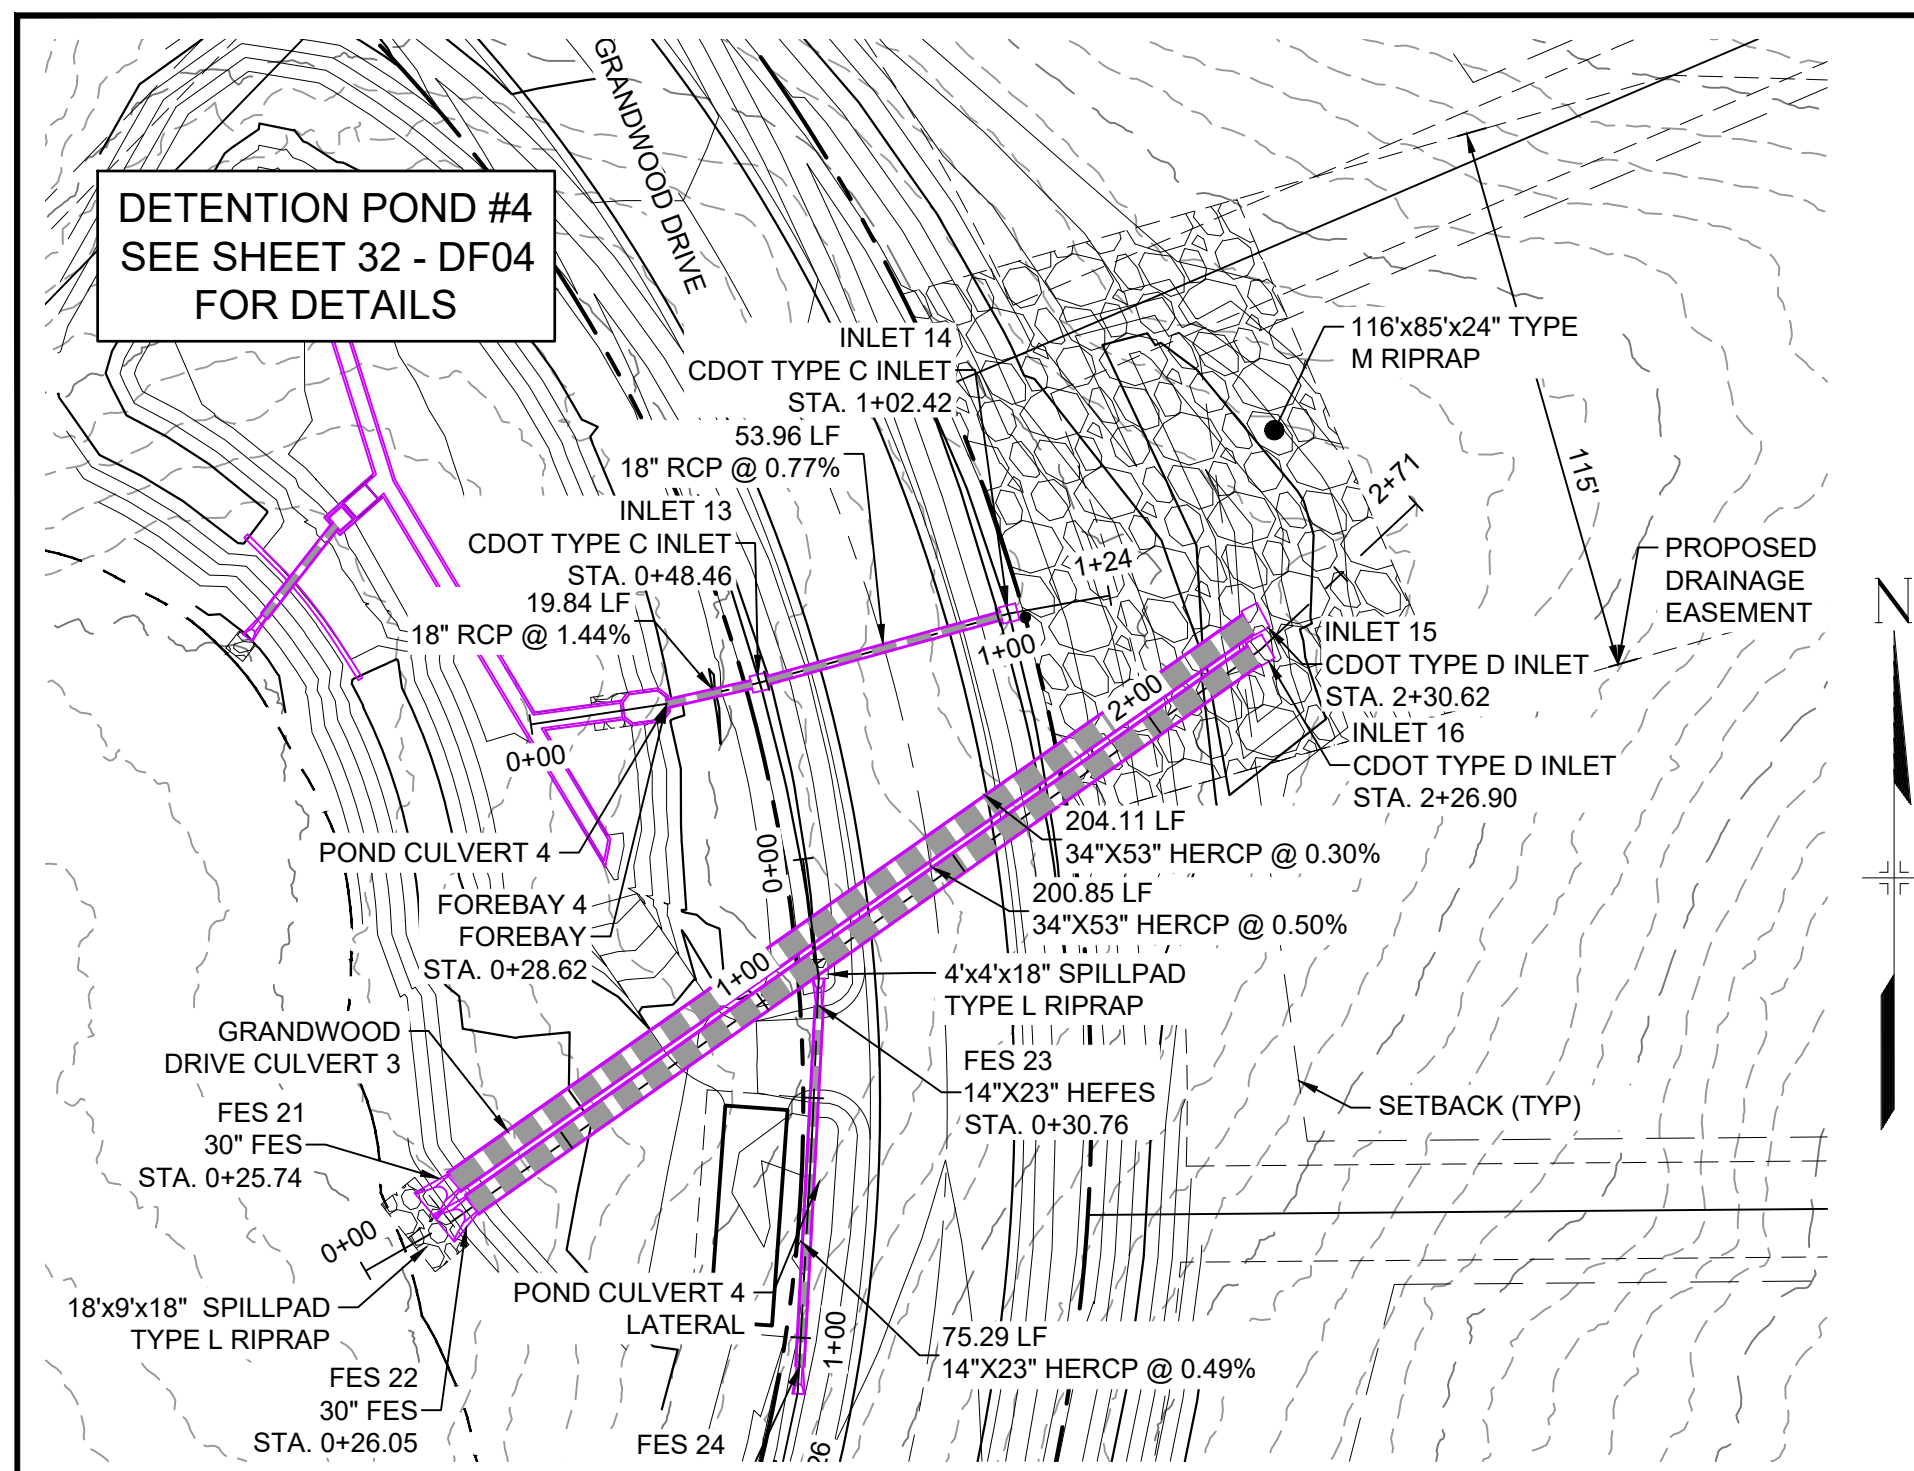 GRANDWOOD DRIVE
DETENTION POND #4
SEE SHEET 32 - DF04
FOR DETAILS
INLET 14
CDOT TYPE C INLET
STA. 1+02.42
53.96 LF
18" RCP @ 0.77%
INLET 13
CDOT TYPE C INLET
STA. 0+48.46
19.84 LF
18" RCP @ 1.44%
116'x85'x24" TYPE
M RIPRAP
2+71
115'
PROPOSED
DRAINAGE
EASEMENT
N
1+24
1+00
0+00
2+00
INLET 15
CDOT TYPE D INLET
STA. 2+30.62
INLET 16
CDOT TYPE D INLET
STA. 2+26.90
204.11 LF
34"X53" HERCP @ 0.30%
200.85 LF
34"X53" HERCP @ 0.50%
POND CULVERT 4
0+00
FOREBAY 4
FOREBAY
STA. 0+28.62
1+00
4'x4'x18" SPILLPAD
TYPE L RIPRAP
GRANDWOOD
DRIVE CULVERT 3
FES 23
14"X23" HEFES
STA. 0+30.76
SETBACK (TYP)
FES 21
30" FES
STA. 0+25.74
0+00
18'x9'x18" SPILLPAD
TYPE L RIPRAP
POND CULVERT 4
LATERAL
1+00
75.29 LF
14"X23" HERCP @ 0.49%
FES 22
30" FES
STA. 0+26.05
FES 24
26